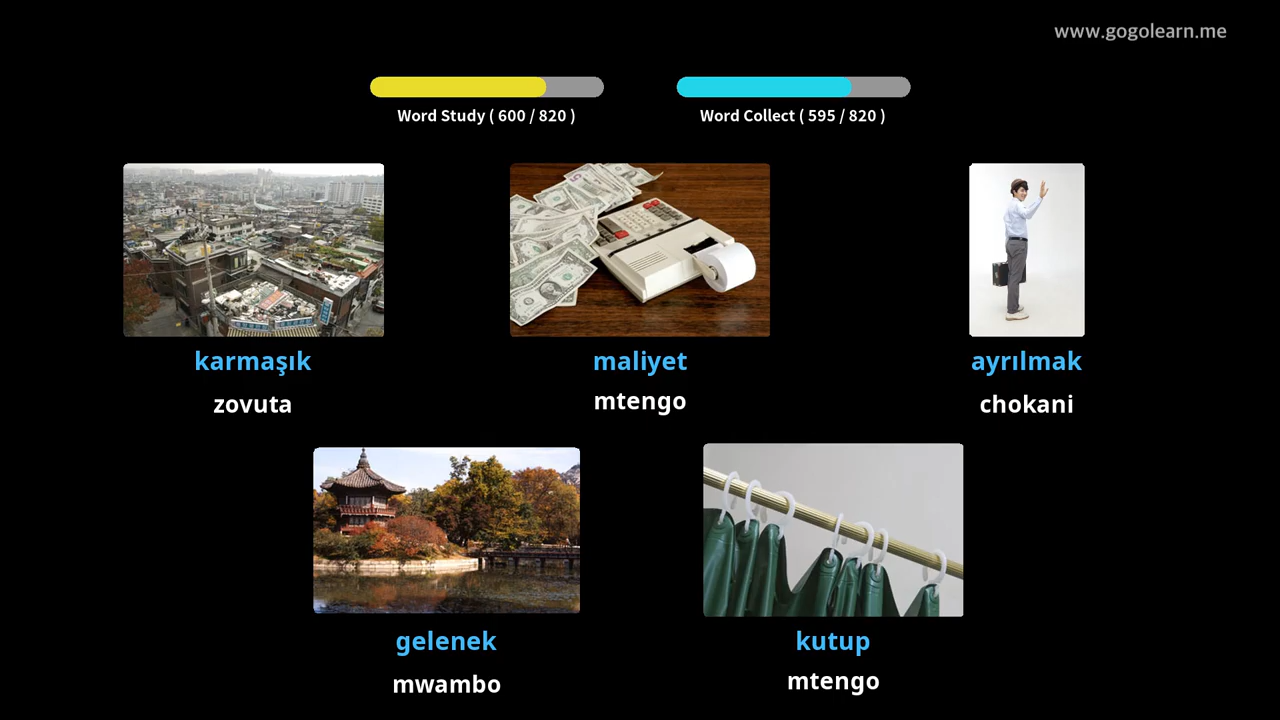 www.gogolearn.me
Word Study ( 600 / 820 )
Word Collect ( 595 / 820 )
karmaşık
zovuta
maliyet
mtengo
ayrılmak
chokani
gelenek
mwambo
kutup
mtengo